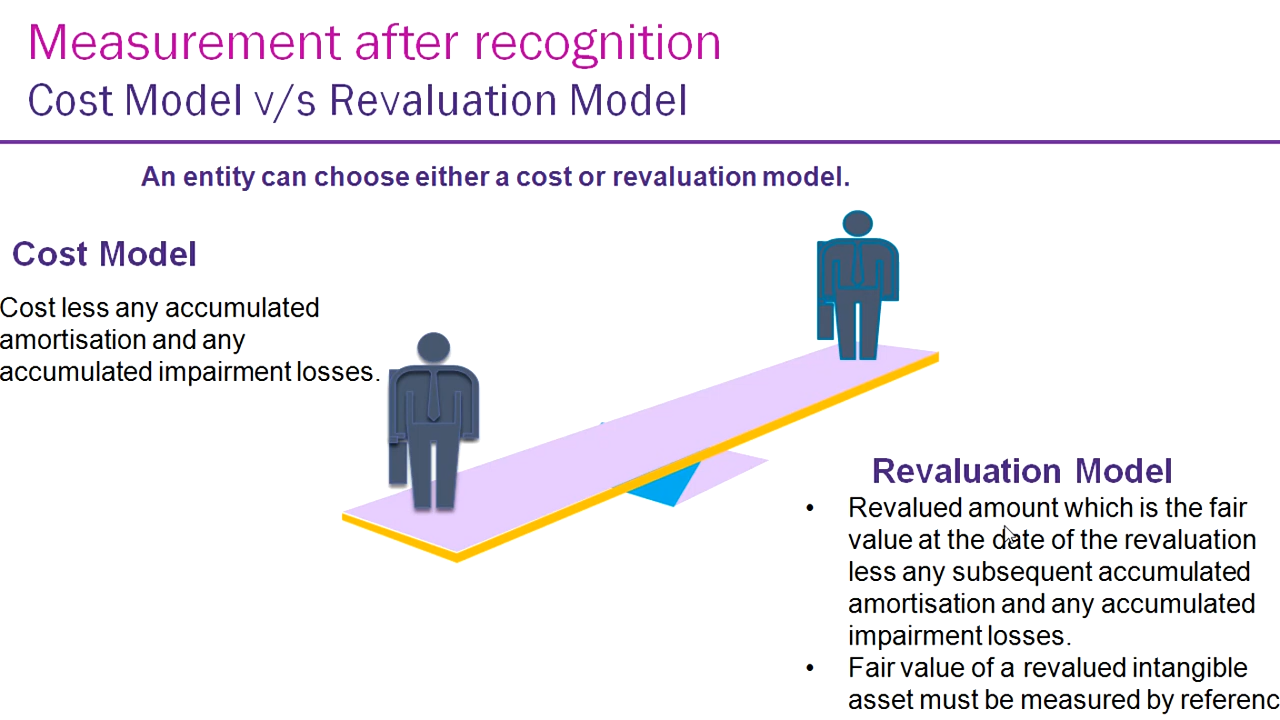 Measurement after recognition
Cost Model v/s Revaluation Model
An entity can choose either a cost or revaluation model.
Cost Model
Cost less any accumulated
amortisation and any
accumulated impairment losses.
Revaluation Model
• Revalued amount which is the fair
value at the date of the revaluation
less any subsequent accumulated
amortisation and any accumulated
impairment losses.
• Fair value of a revalued intangible
asset must be measured by referenc